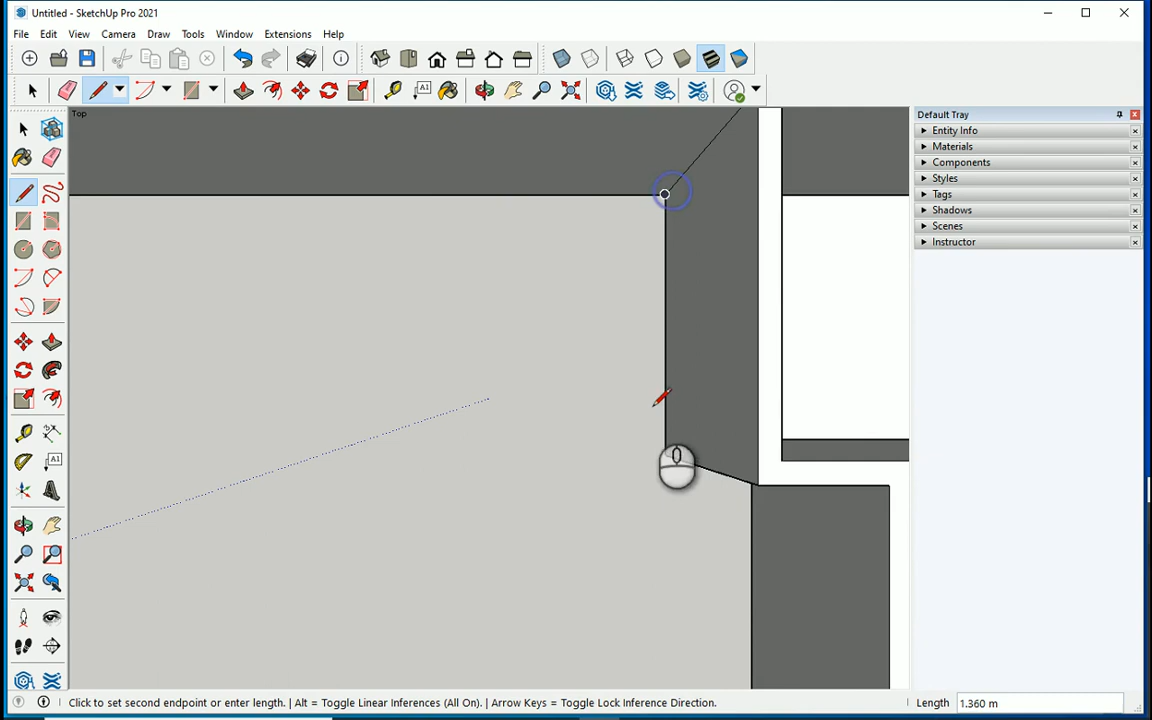 Untitled - SketchUp Pro 2021
File Edit View Camera Draw Tools Window Extensions Help
Top
Default Tray
Entity Info
Materials
Components
Styles
Tags
Shadows
Scenes
Instructor
Click to set second endpoint or enter length. | Alt = Toggle Linear Inferences (All On). | Arrow Keys = Toggle Lock Inference Direction.
Length 1.360 m